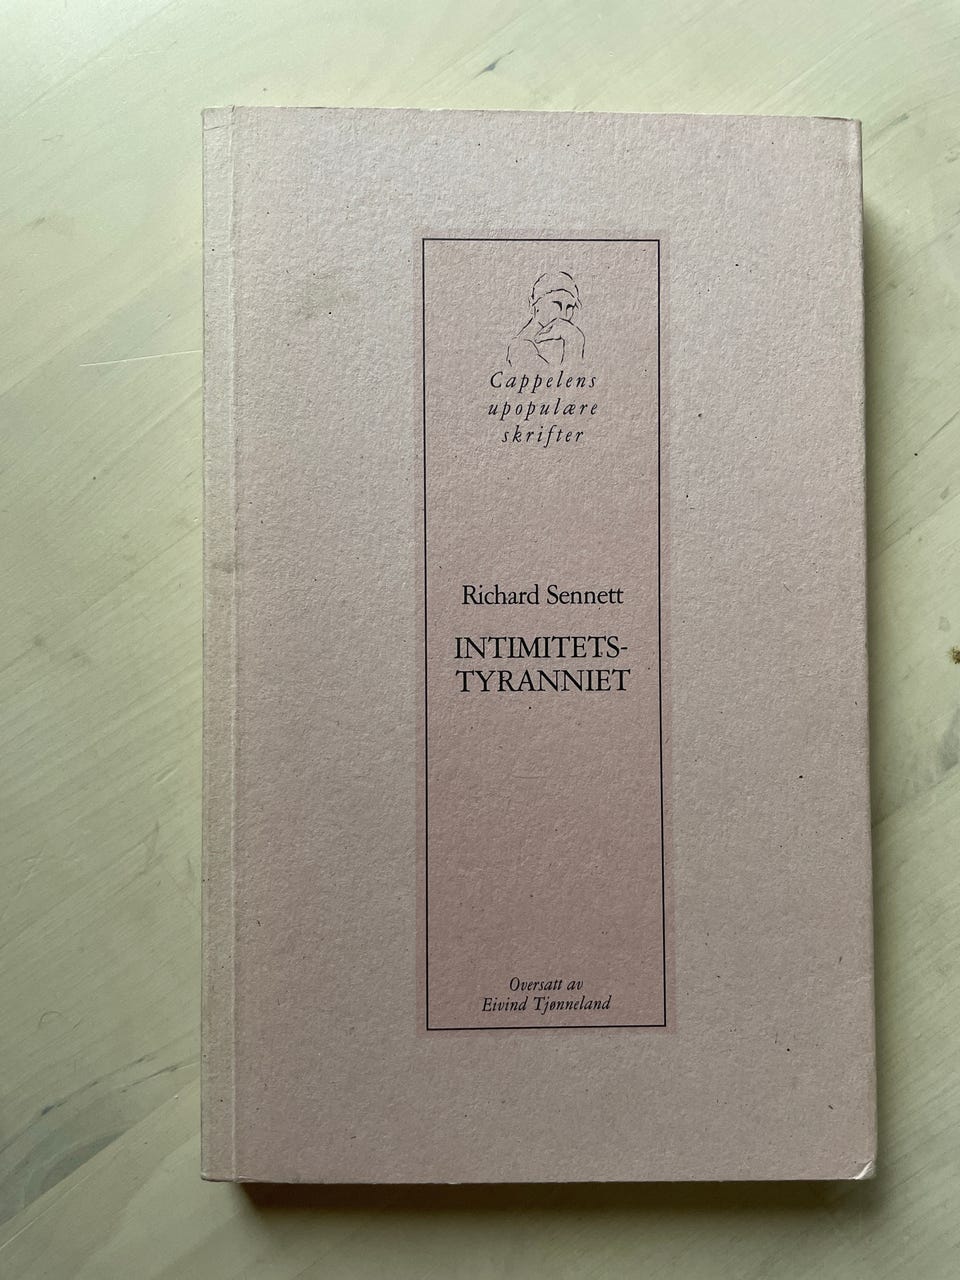 Cappelens
upopulære
skrifter
Richard Sennett
INTIMITETS-
TYRANNIET
Oversatt av
Eivind Tjønneland